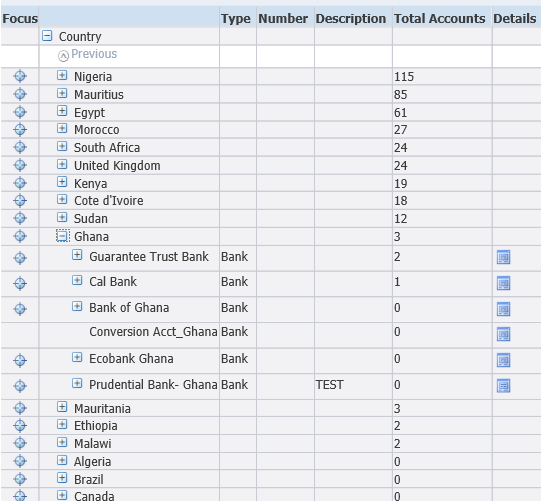 Focus Type Number Description Total Accounts Details
Country
Previous
Nigeria 115
Mauritius 85
Egypt 61
Morocco 27
South Africa 24
United Kingdom 24
Kenya 19
Cote d'Ivoire 18
Sudan 12
Ghana 3
Guarantee Trust Bank Bank 2
Cal Bank Bank 1
Bank of Ghana Bank 0
Conversion Acct_Ghana Bank 0
Ecobank Ghana Bank 0
Prudential Bank- Ghana Bank TEST 0
Mauritania 3
Ethiopia 2
Malawi 2
Algeria 0
Brazil 0
Canada 0